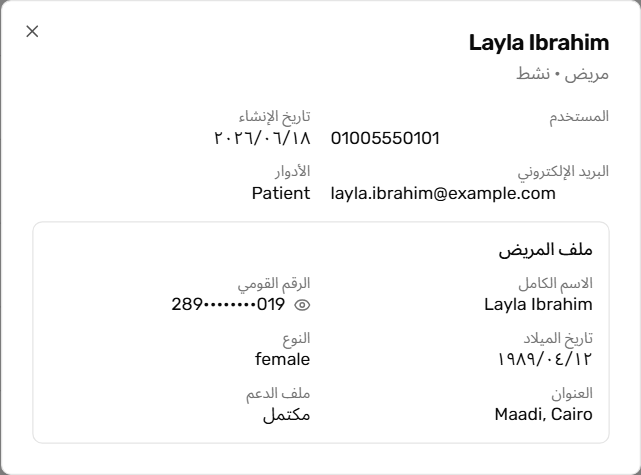 Layla Ibrahim
مريض • نشط
المستخدم
01005550101
تاريخ الإنشاء
٢٠٢٦/٠٦/١٨
البريد الإلكتروني
layla.ibrahim@example.com
الأدوار
Patient
ملف المريض
الاسم الكامل
Layla Ibrahim
الرقم القومي
289••••••••019
تاريخ الميلاد
١٩٨٩/٠٤/١٢
النوع
female
العنوان
Maadi, Cairo
ملف الدعم
مكتمل